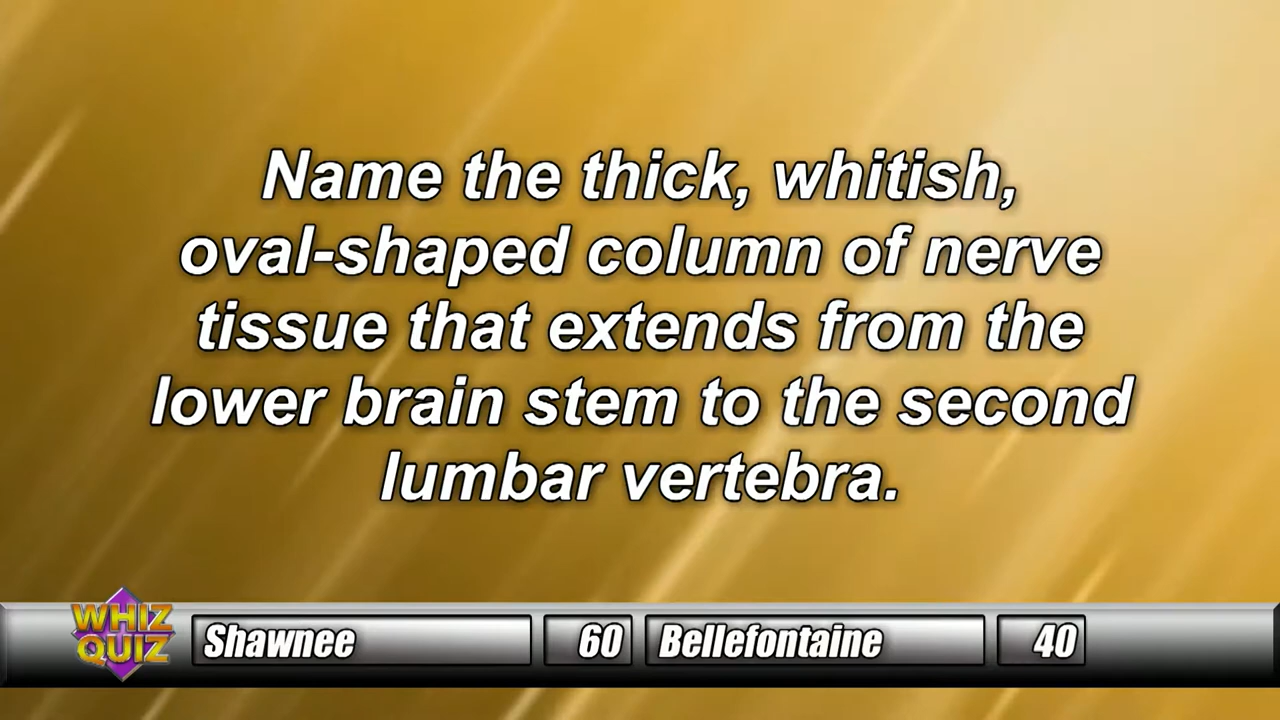 Name the thick, whitish,
oval-shaped column of nerve
tissue that extends from the
lower brain stem to the second
lumbar vertebra.
WHIZ
QUIZ
Shawnee 60 Bellefontaine 40